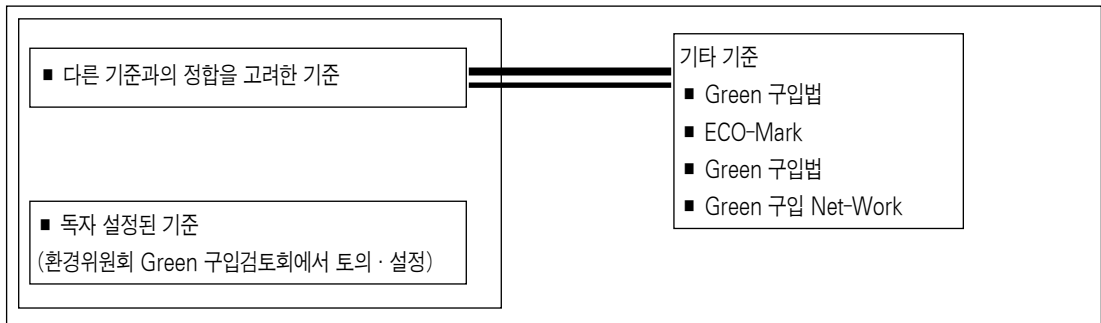 ■ 다른 기준과의 정합을 고려한 기준
■ 독자 설정된 기준
(환경위원회 Green 구입검토회에서 토의 · 설정)
기타 기준
■ Green 구입법
■ ECO-Mark
■ Green 구입법
■ Green 구입 Net-Work